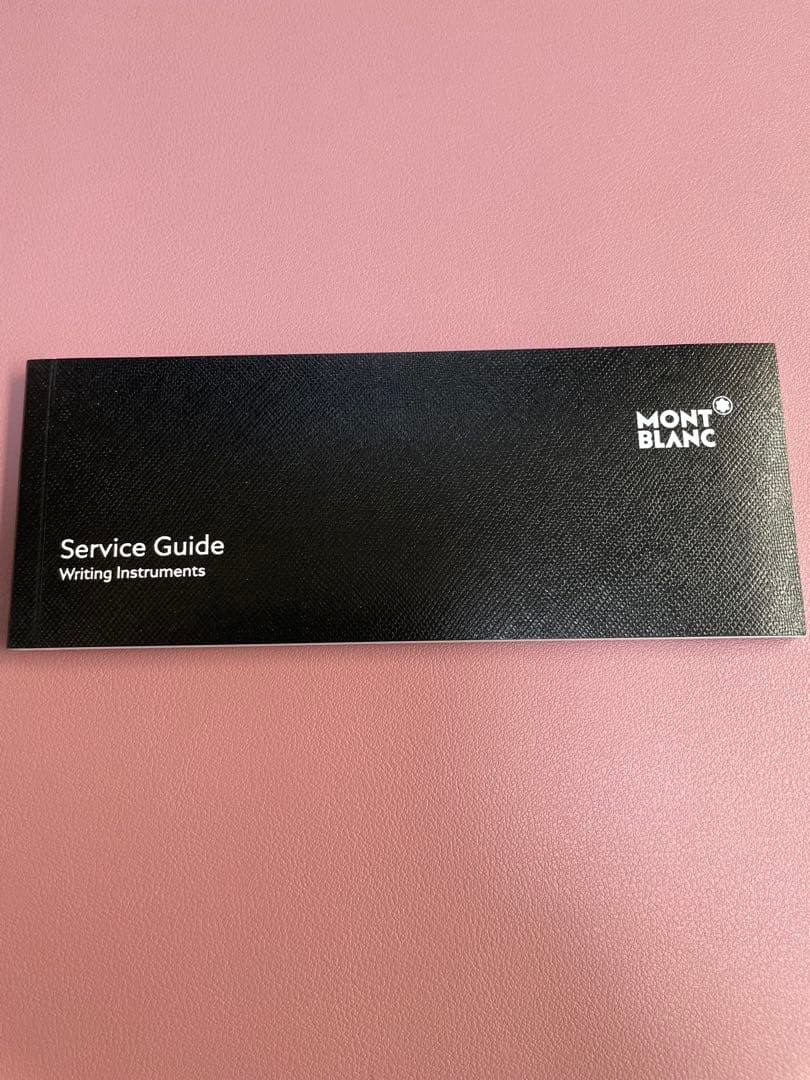 MONT
BLANC
Service Guide
Writing Instruments